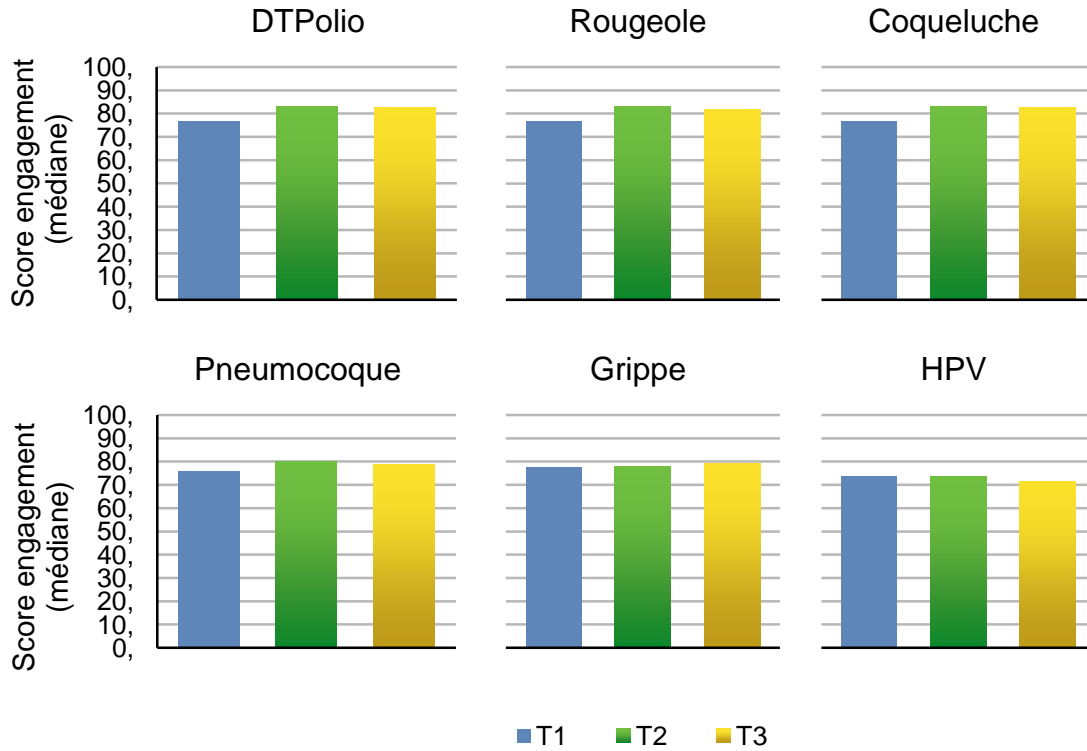 DTPolio
Rougeole
Coqueluche
Score engagement
(médiane)
100,
90,
80,
70,
60,
50,
40,
30,
20,
10,
0,
Pneumocoque
Grippe
HPV
Score engagement
(médiane)
100,
90,
80,
70,
60,
50,
40,
30,
20,
10,
0,
T1 T2 T3